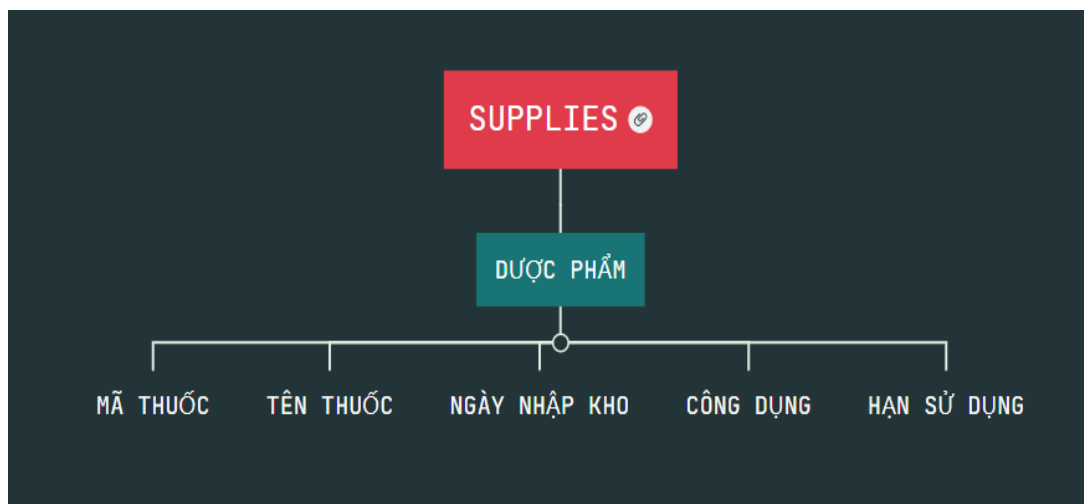 SUPPLIES
DƯỢC PHẨM
MÃ THUỐC
TÊN THUỐC
NGÀY NHẬP KHO
CÔNG DỤNG
HẠN SỬ DỤNG